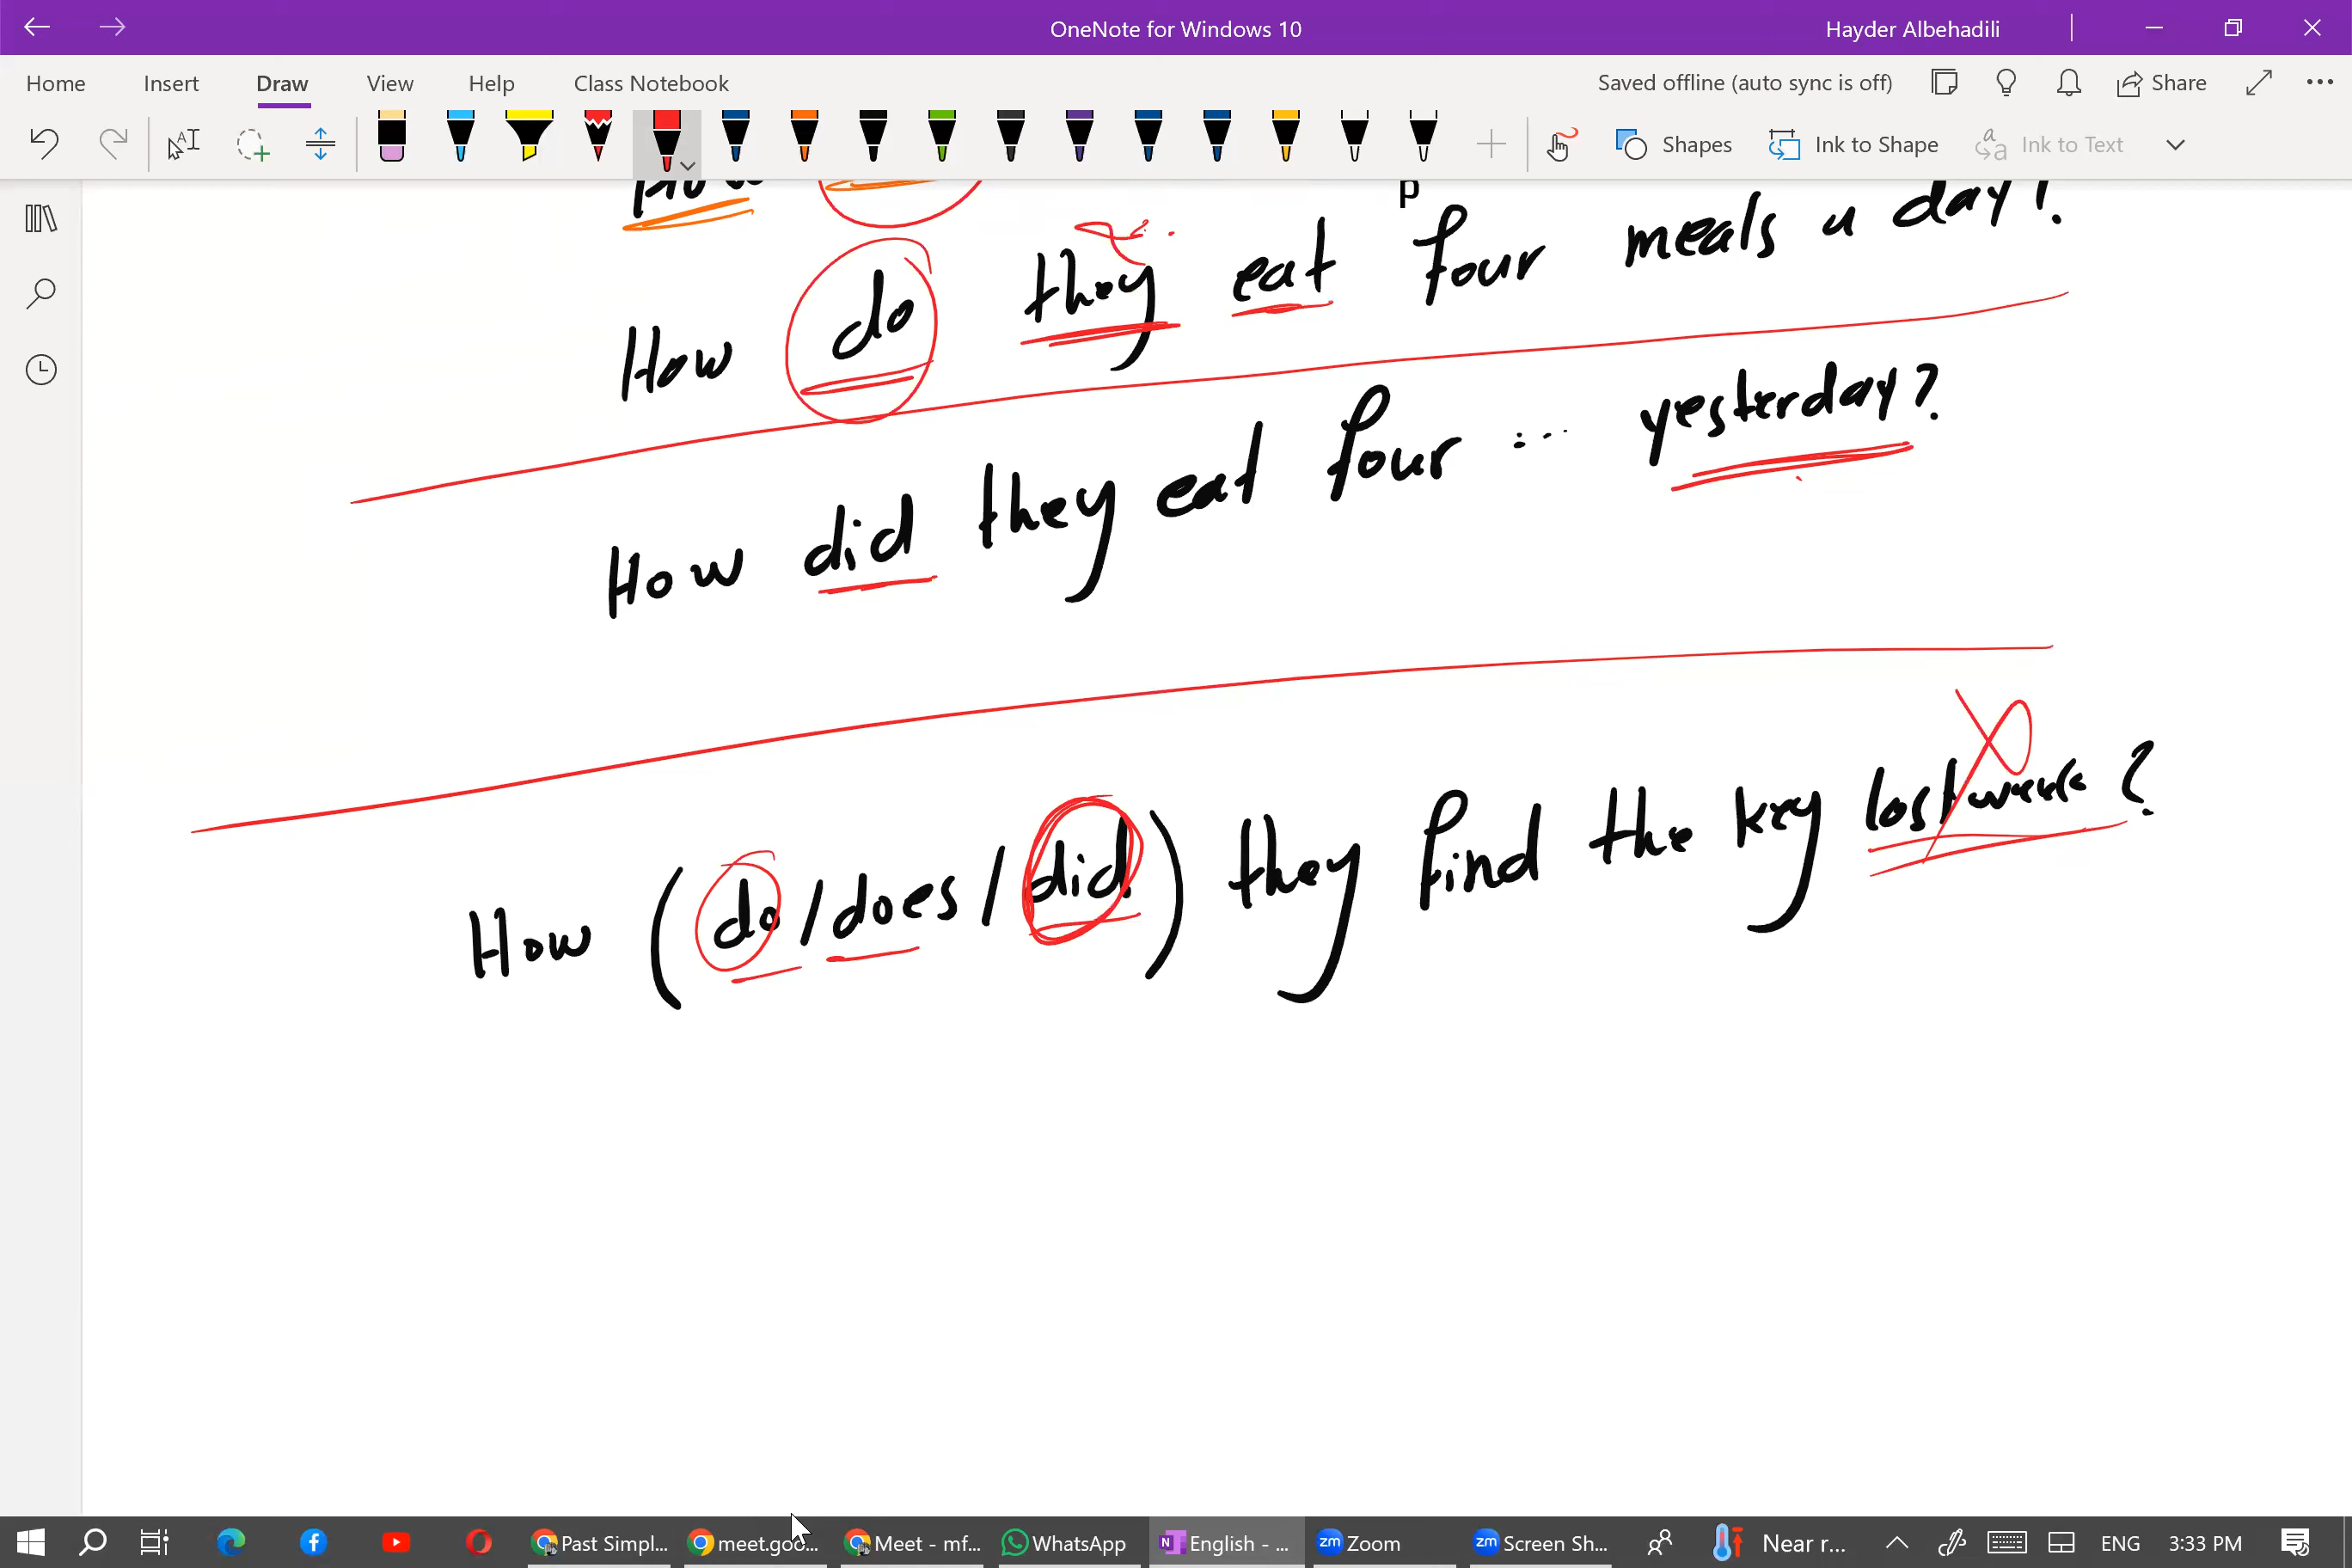 OneNote for Windows 10
Hayder Albehadili
Home Insert Draw View Help Class Notebook
Saved offline (auto sync is off) Share
Shapes Ink to Shape Ink to Text
How
p
How do they eat four meals a day?
How did they eat four ... yesterday?
How (do / does / did) they find the key last week?
Past Simpl... meet.goo... Meet - mf... WhatsApp English - ... Zoom Screen Sh... Near r... ENG 3:33 PM